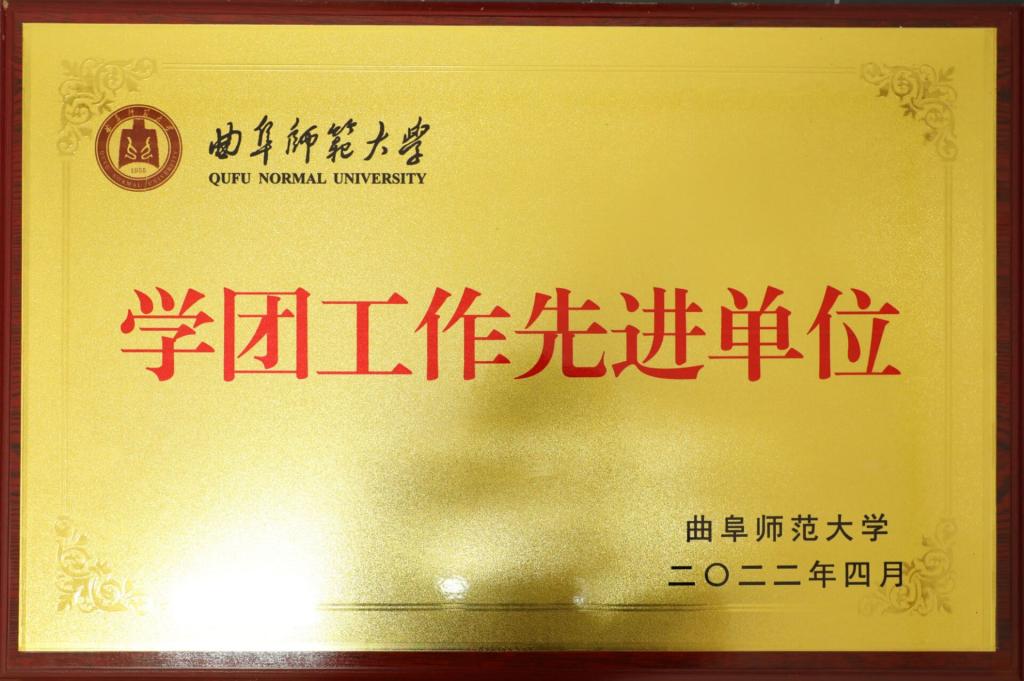 曲阜師範大學
QUFU NORMAL UNIVERSITY
1955
学团工作先进单位
曲阜师范大学
二〇二二年四月